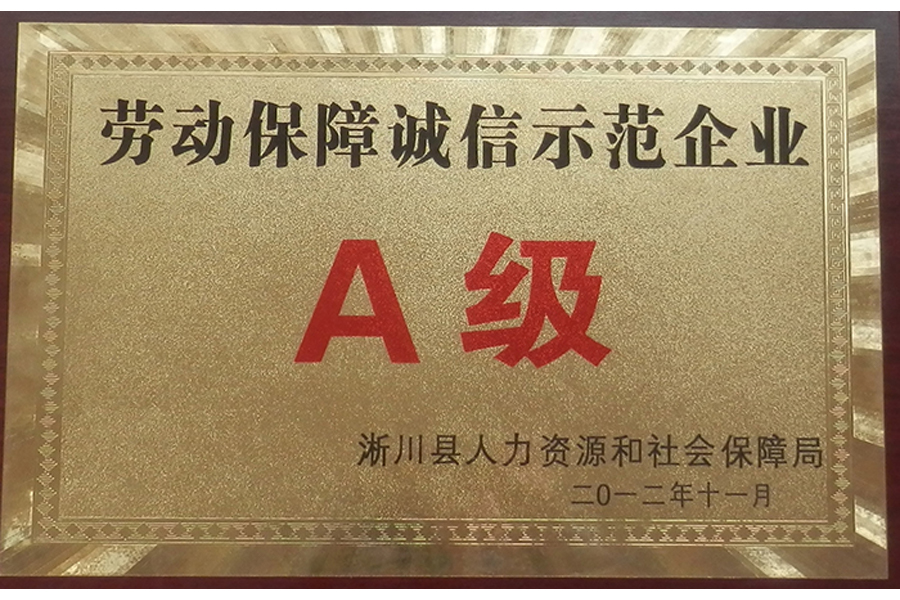 劳动保障诚信示范企业
A级
淅川县人力资源和社会保障局
二0一二年十一月